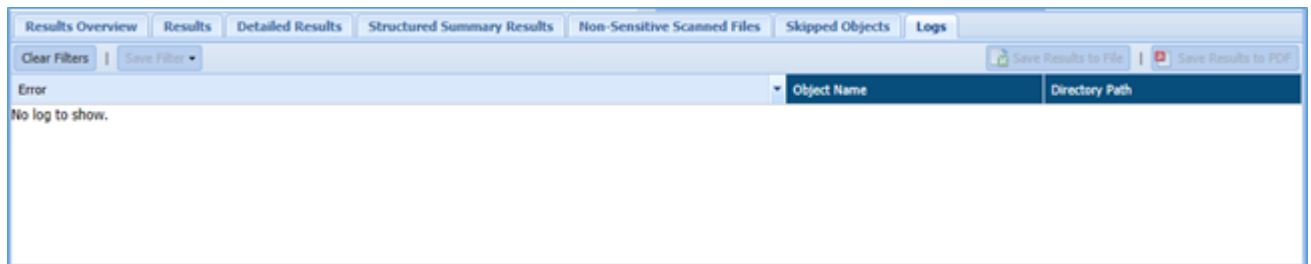 Results Overview Results Detailed Results Structured Summary Results Non-Sensitive Scanned Files Skipped Objects Logs
Clear Filters | Save Filter Save Results to File | Save Results to PDF
Error Object Name Directory Path
No log to show.